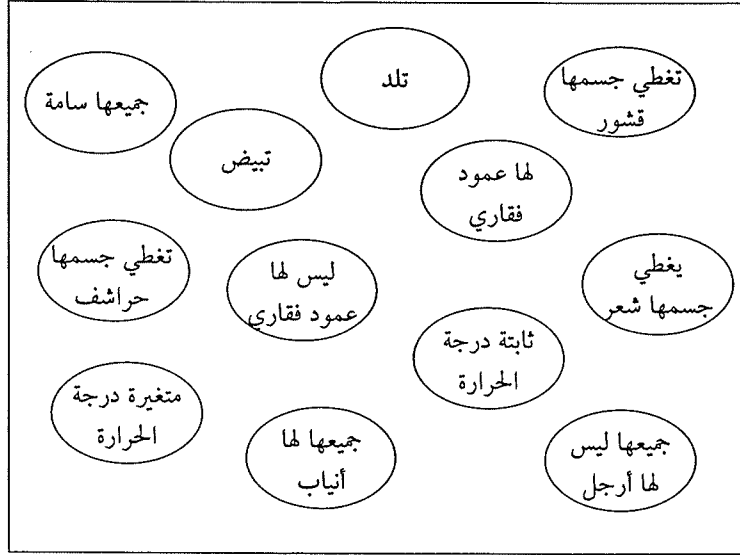 تلد
تغطي جسمها
قشور
جميعها سامة
تبيض
لها عمود
فقاري
يغطي
جسمها شعر
ليس لها
عمود فقاري
تغطي جسمها
حراشف
ثابتة درجة
الحرارة
متغيرة درجة
الحرارة
جميعها ليس
لها أرجل
جميعها لها
أنياب